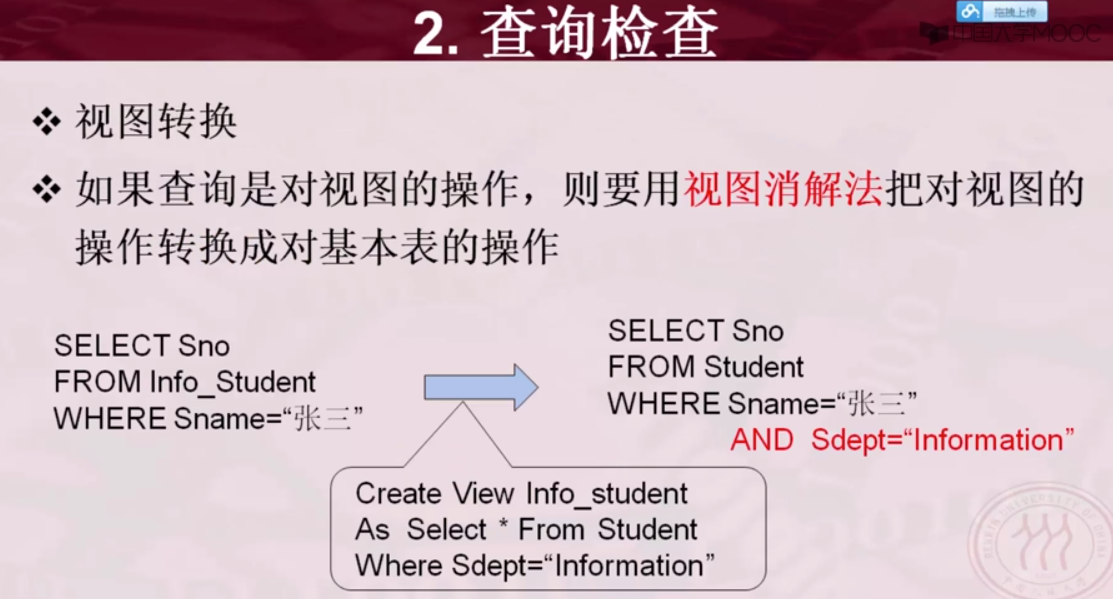 2. 查询检查
拖拽上传
中国大学MOOC
❖ 视图转换
❖ 如果查询是对视图的操作，则要用视图消解法把对视图的
操作转换成对基本表的操作
SELECT Sno
FROM Info_Student
WHERE Sname=“张三”
SELECT Sno
FROM Student
WHERE Sname=“张三”
AND Sdept=“Information”
Create View Info_student
As Select * From Student
Where Sdept=“Information”